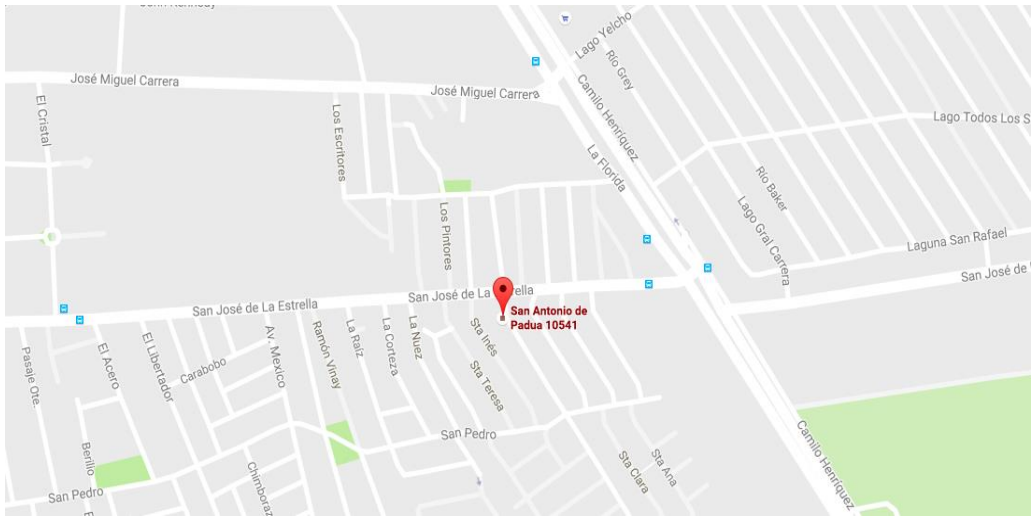 John Kennedy
Lago Yelcho
Río Grey
José Miguel Carrera
José Miguel Carrera
El Cristal
Los Escritores
Camilo Henríquez
Lago Todos Los S
La Florida
Río Baker
Los Pintores
Lago Gral Carrera
Laguna San Rafael
San José de
San José de La Estrella
San José de La Estrella
San Antonio de
Padua 10541
Pasaje Ote.
El Acero
El Libertador
Carabobo
Av. Mexico
Ramón Vinay
La Raíz
La Corteza
La Nuez
Sta Inés
Sta Teresa
San Pedro
Berilio
Chimboraz
San Pedro
Sta Clara
Sta Ana
Camilo Henríquez